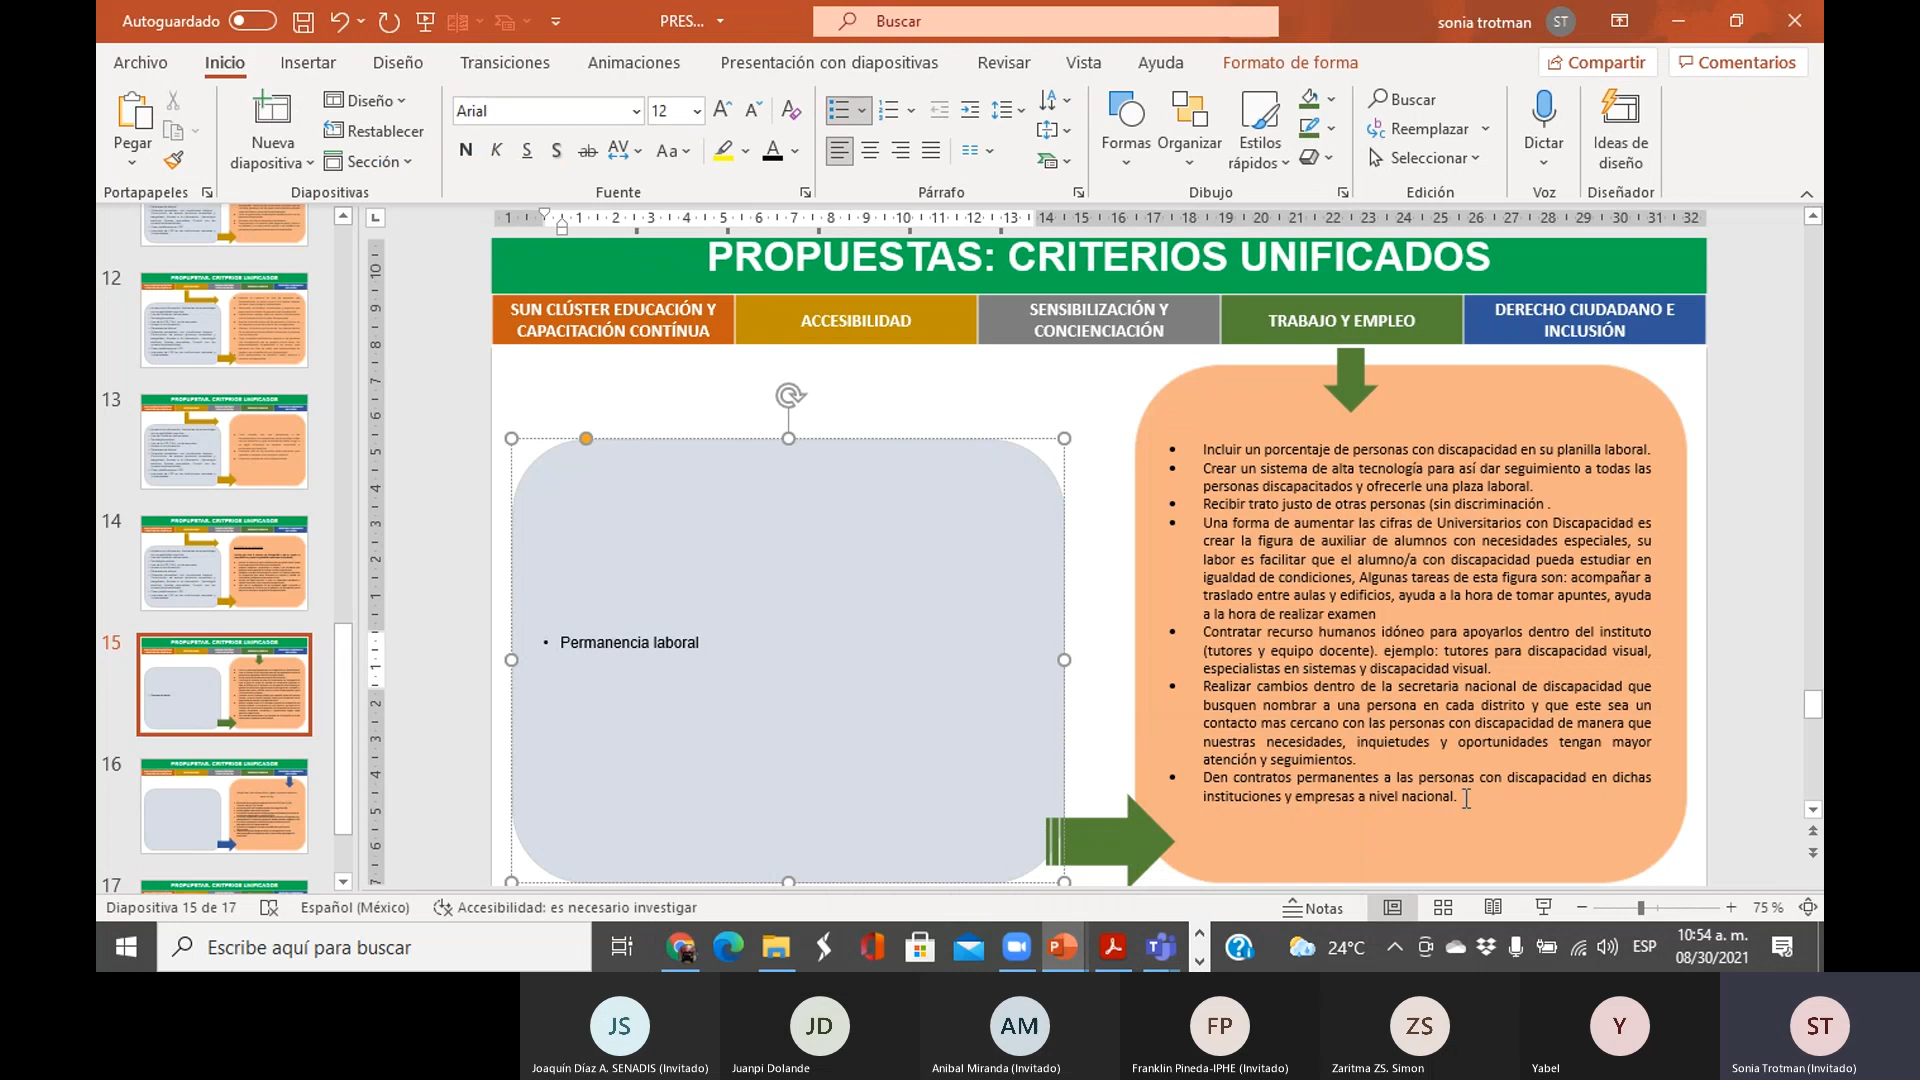 Autoguardado
PRES...
Buscar
sonia trotman
ST
Archivo
Inicio
Insertar
Diseño
Transiciones
Animaciones
Presentación con diapositivas
Revisar
Vista
Ayuda
Formato de forma
Compartir
Comentarios
Pegar
Nueva
diapositiva
Diseño
Restablecer
Sección
Arial
12
N K S S ab AV Aa
Formas
Organizar
Estilos
rápidos
Buscar
Reemplazar
Seleccionar
Dictar
Ideas de
diseño
Portapapeles
Diapositivas
Fuente
Párrafo
Dibujo
Edición
Voz
Diseñador
12
13
14
15
16
17
PROPUESTAS: CRITERIOS UNIFICADOS
SUN CLÚSTER EDUCACIÓN Y
CAPACITACIÓN CONTÍNUA
ACCESIBILIDAD
SENSIBILIZACIÓN Y
CONCIENCIACIÓN
TRABAJO Y EMPLEO
DERECHO CIUDADANO E
INCLUSIÓN
• Permanencia laboral
• Incluir un porcentaje de personas con discapacidad en su planilla laboral.
• Crear un sistema de alta tecnología para así dar seguimiento a todas las
personas discapacitados y ofrecerle una plaza laboral.
• Recibir trato justo de otras personas (sin discriminación .
• Una forma de aumentar las cifras de Universitarios con Discapacidad es
crear la figura de auxiliar de alumnos con necesidades especiales, su
labor es facilitar que el alumno/a con discapacidad pueda estudiar en
igualdad de condiciones, Algunas tareas de esta figura son: acompañar a
traslado entre aulas y edificios, ayuda a la hora de tomar apuntes, ayuda
a la hora de realizar examen
• Contratar recurso humanos idóneo para apoyarlos dentro del instituto
(tutores y equipo docente). ejemplo: tutores para discapacidad visual,
especialistas en sistemas y discapacidad visual.
• Realizar cambios dentro de la secretaria nacional de discapacidad que
busquen nombrar a una persona en cada distrito y que este sea un
contacto mas cercano con las personas con discapacidad de manera que
nuestras necesidades, inquietudes y oportunidades tengan mayor
atención y seguimientos.
• Den contratos permanentes a las personas con discapacidad en dichas
instituciones y empresas a nivel nacional.
Diapositiva 15 de 17
Español (México)
Accesibilidad: es necesario investigar
Notas
75 %
Escribe aquí para buscar
24°C
ESP
10:54 a. m.
08/30/2021
JS
Joaquín Díaz A. SENADIS (Invitado)
JD
Juanpi Dolande
AM
Anibal Miranda (Invitado)
FP
Franklin Pineda-IPHE (Invitado)
ZS
Zaritma ZS. Simon
Y
Yabel
ST
Sonia Trotman (Invitado)